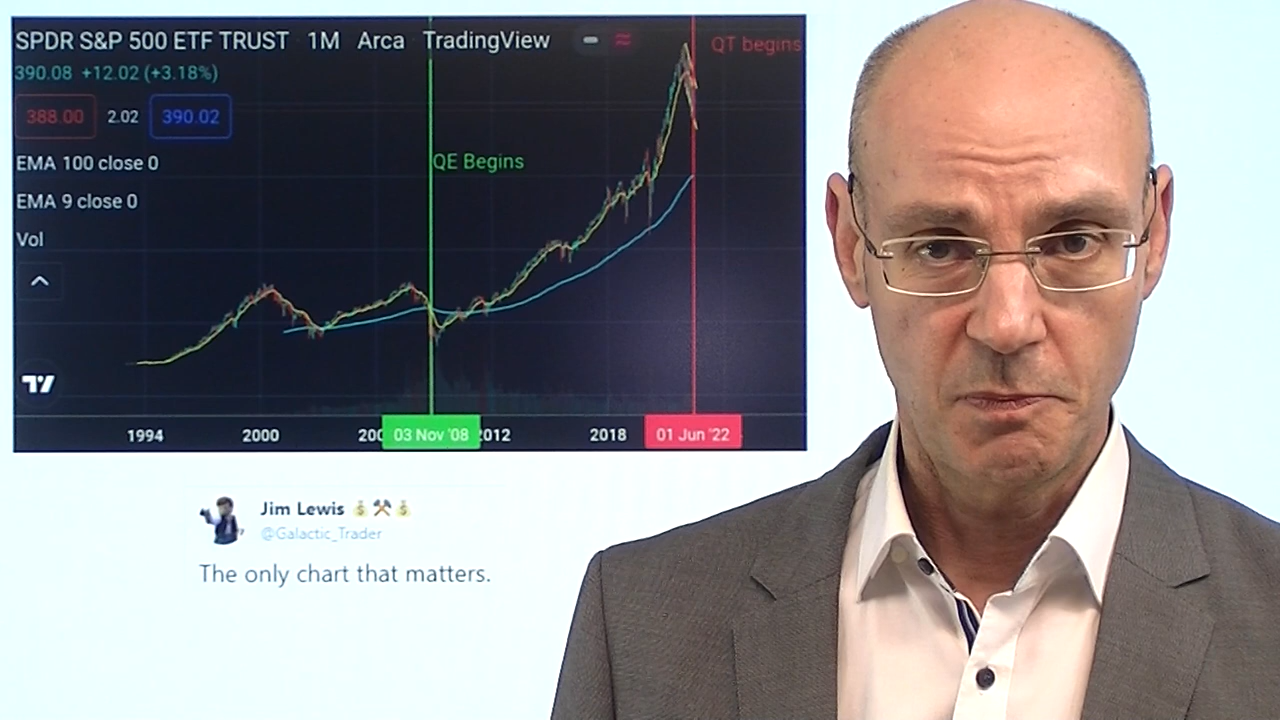 SPDR S&P 500 ETF TRUST 1M Arca TradingView
QT begins
390.08 +12.02 (+3.18%)
388.00 2.02 390.02
EMA 100 close 0
QE Begins
EMA 9 close 0
Vol
1994 2000 200 03 Nov '08 2012 2018 01 Jun '22
Jim Lewis 💰⚒️💰
@Galactic_Trader
The only chart that matters.